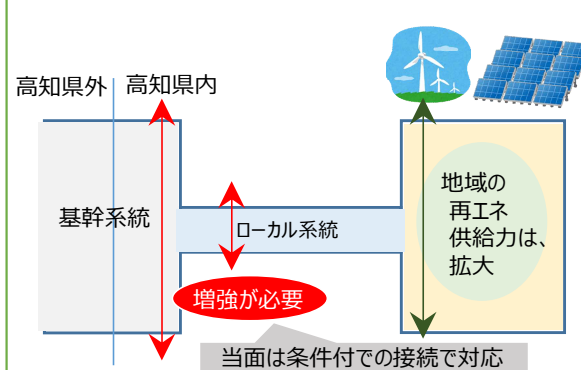 高知県外
高知県内
基幹系統
ローカル系統
地域の
再エネ
供給力は、
拡大
増強が必要
当面は条件付での接続で対応